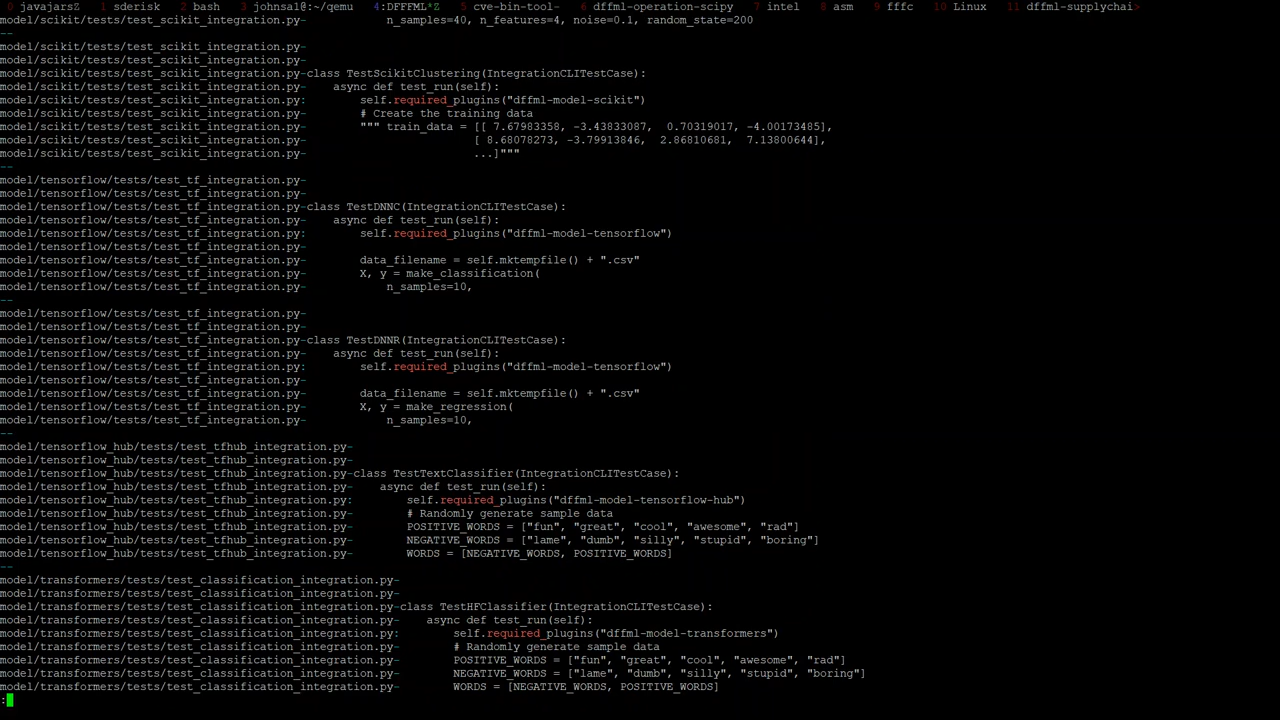 0 javajarsZ  1 sderisk  2 bash  3 johnsal@:~/qemu  4:DFFFML*Z  5 cve-bin-tool-  6 dffml-operation-scipy  7 intel  8 asm  9 fffc  10 Linux  11 dffml-supplychai>
n_samples=40, n_features=4, noise=0.1, random_state=200
--
model/scikit/tests/test_scikit_integration.py-
model/scikit/tests/test_scikit_integration.py-
model/scikit/tests/test_scikit_integration.py-class TestScikitClustering(IntegrationCLITestCase):
model/scikit/tests/test_scikit_integration.py-    async def test_run(self):
model/scikit/tests/test_scikit_integration.py:        self.required_plugins("dffml-model-scikit")
model/scikit/tests/test_scikit_integration.py-        # Create the training data
model/scikit/tests/test_scikit_integration.py-        """ train_data = [[ 7.67983358, -3.43833087,  0.70319017, -4.00173485],
model/scikit/tests/test_scikit_integration.py-                         [ 8.68078273, -3.79913846,  2.86810681,  7.13800644],
model/scikit/tests/test_scikit_integration.py-                         ...]"""
--
model/tensorflow/tests/test_tf_integration.py-
model/tensorflow/tests/test_tf_integration.py-
model/tensorflow/tests/test_tf_integration.py-class TestDNNC(IntegrationCLITestCase):
model/tensorflow/tests/test_tf_integration.py-    async def test_run(self):
model/tensorflow/tests/test_tf_integration.py:        self.required_plugins("dffml-model-tensorflow")
model/tensorflow/tests/test_tf_integration.py-
model/tensorflow/tests/test_tf_integration.py-        data_filename = self.mktempfile() + ".csv"
model/tensorflow/tests/test_tf_integration.py-        X, y = make_classification(
model/tensorflow/tests/test_tf_integration.py-            n_samples=10,
--
model/tensorflow/tests/test_tf_integration.py-
model/tensorflow/tests/test_tf_integration.py-
model/tensorflow/tests/test_tf_integration.py-class TestDNNR(IntegrationCLITestCase):
model/tensorflow/tests/test_tf_integration.py-    async def test_run(self):
model/tensorflow/tests/test_tf_integration.py:        self.required_plugins("dffml-model-tensorflow")
model/tensorflow/tests/test_tf_integration.py-
model/tensorflow/tests/test_tf_integration.py-        data_filename = self.mktempfile() + ".csv"
model/tensorflow/tests/test_tf_integration.py-        X, y = make_regression(
model/tensorflow/tests/test_tf_integration.py-            n_samples=10,
--
model/tensorflow_hub/tests/test_tfhub_integration.py-
model/tensorflow_hub/tests/test_tfhub_integration.py-
model/tensorflow_hub/tests/test_tfhub_integration.py-class TestTextClassifier(IntegrationCLITestCase):
model/tensorflow_hub/tests/test_tfhub_integration.py-    async def test_run(self):
model/tensorflow_hub/tests/test_tfhub_integration.py:        self.required_plugins("dffml-model-tensorflow-hub")
model/tensorflow_hub/tests/test_tfhub_integration.py-        # Randomly generate sample data
model/tensorflow_hub/tests/test_tfhub_integration.py-        POSITIVE_WORDS = ["fun", "great", "cool", "awesome", "rad"]
model/tensorflow_hub/tests/test_tfhub_integration.py-        NEGATIVE_WORDS = ["lame", "dumb", "silly", "stupid", "boring"]
model/tensorflow_hub/tests/test_tfhub_integration.py-        WORDS = [NEGATIVE_WORDS, POSITIVE_WORDS]
--
model/transformers/tests/test_classification_integration.py-
model/transformers/tests/test_classification_integration.py-
model/transformers/tests/test_classification_integration.py-class TestHFClassifier(IntegrationCLITestCase):
model/transformers/tests/test_classification_integration.py-    async def test_run(self):
model/transformers/tests/test_classification_integration.py:        self.required_plugins("dffml-model-transformers")
model/transformers/tests/test_classification_integration.py-        # Randomly generate sample data
model/transformers/tests/test_classification_integration.py-        POSITIVE_WORDS = ["fun", "great", "cool", "awesome", "rad"]
model/transformers/tests/test_classification_integration.py-        NEGATIVE_WORDS = ["lame", "dumb", "silly", "stupid", "boring"]
model/transformers/tests/test_classification_integration.py-        WORDS = [NEGATIVE_WORDS, POSITIVE_WORDS]
: